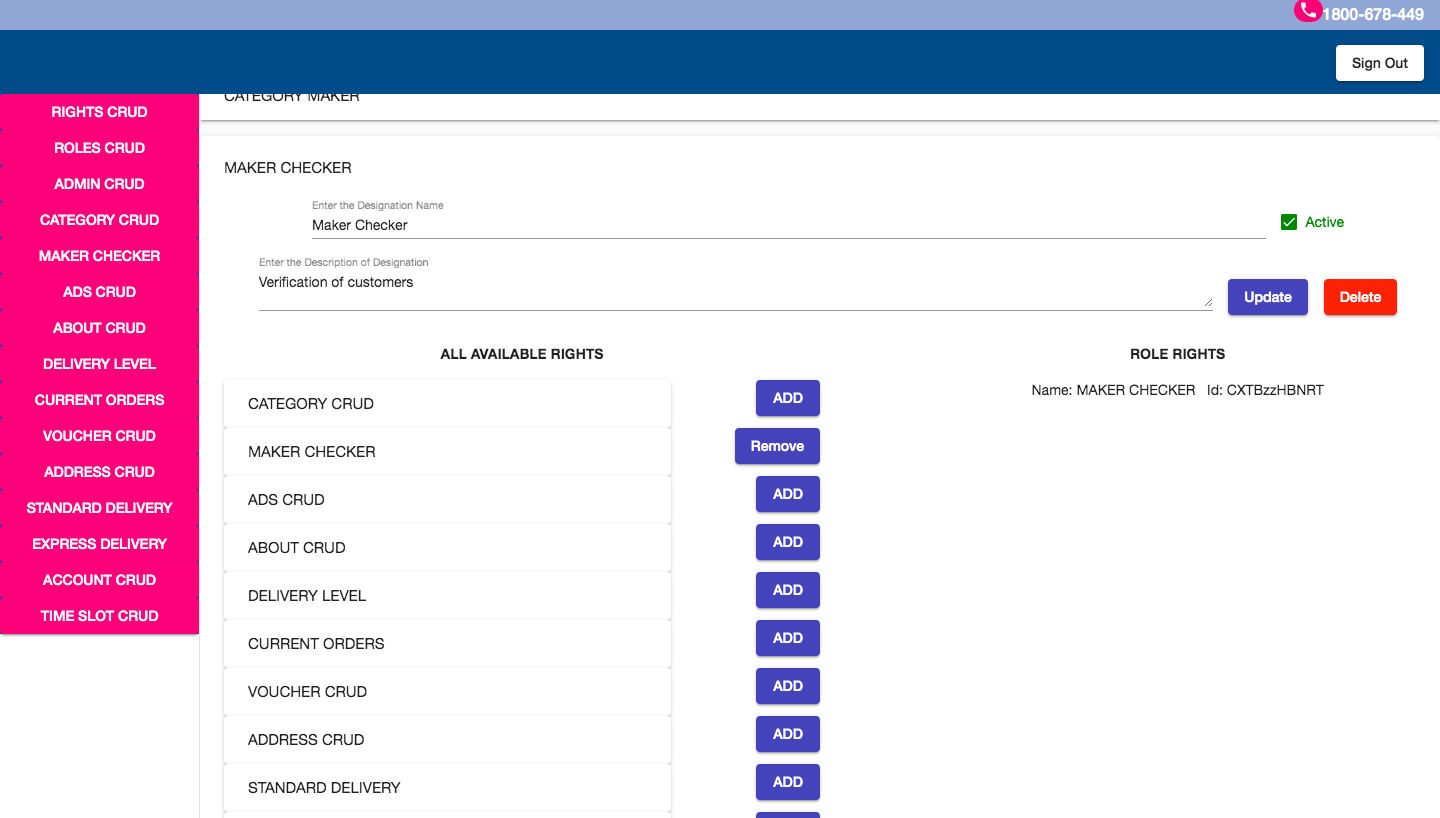 1800-678-449
Sign Out
RIGHTS CRUD
ROLES CRUD
ADMIN CRUD
CATEGORY CRUD
MAKER CHECKER
ADS CRUD
ABOUT CRUD
DELIVERY LEVEL
CURRENT ORDERS
VOUCHER CRUD
ADDRESS CRUD
STANDARD DELIVERY
EXPRESS DELIVERY
ACCOUNT CRUD
TIME SLOT CRUD
CATEGORY MAKER
MAKER CHECKER
Enter the Designation Name
Maker Checker
Active
Enter the Description of Designation
Verification of customers
Update Delete
ALL AVAILABLE RIGHTS
CATEGORY CRUD ADD
MAKER CHECKER Remove
ADS CRUD ADD
ABOUT CRUD ADD
DELIVERY LEVEL ADD
CURRENT ORDERS ADD
VOUCHER CRUD ADD
ADDRESS CRUD ADD
STANDARD DELIVERY ADD
ROLE RIGHTS
Name: MAKER CHECKER Id: CXTBzzHBNRT